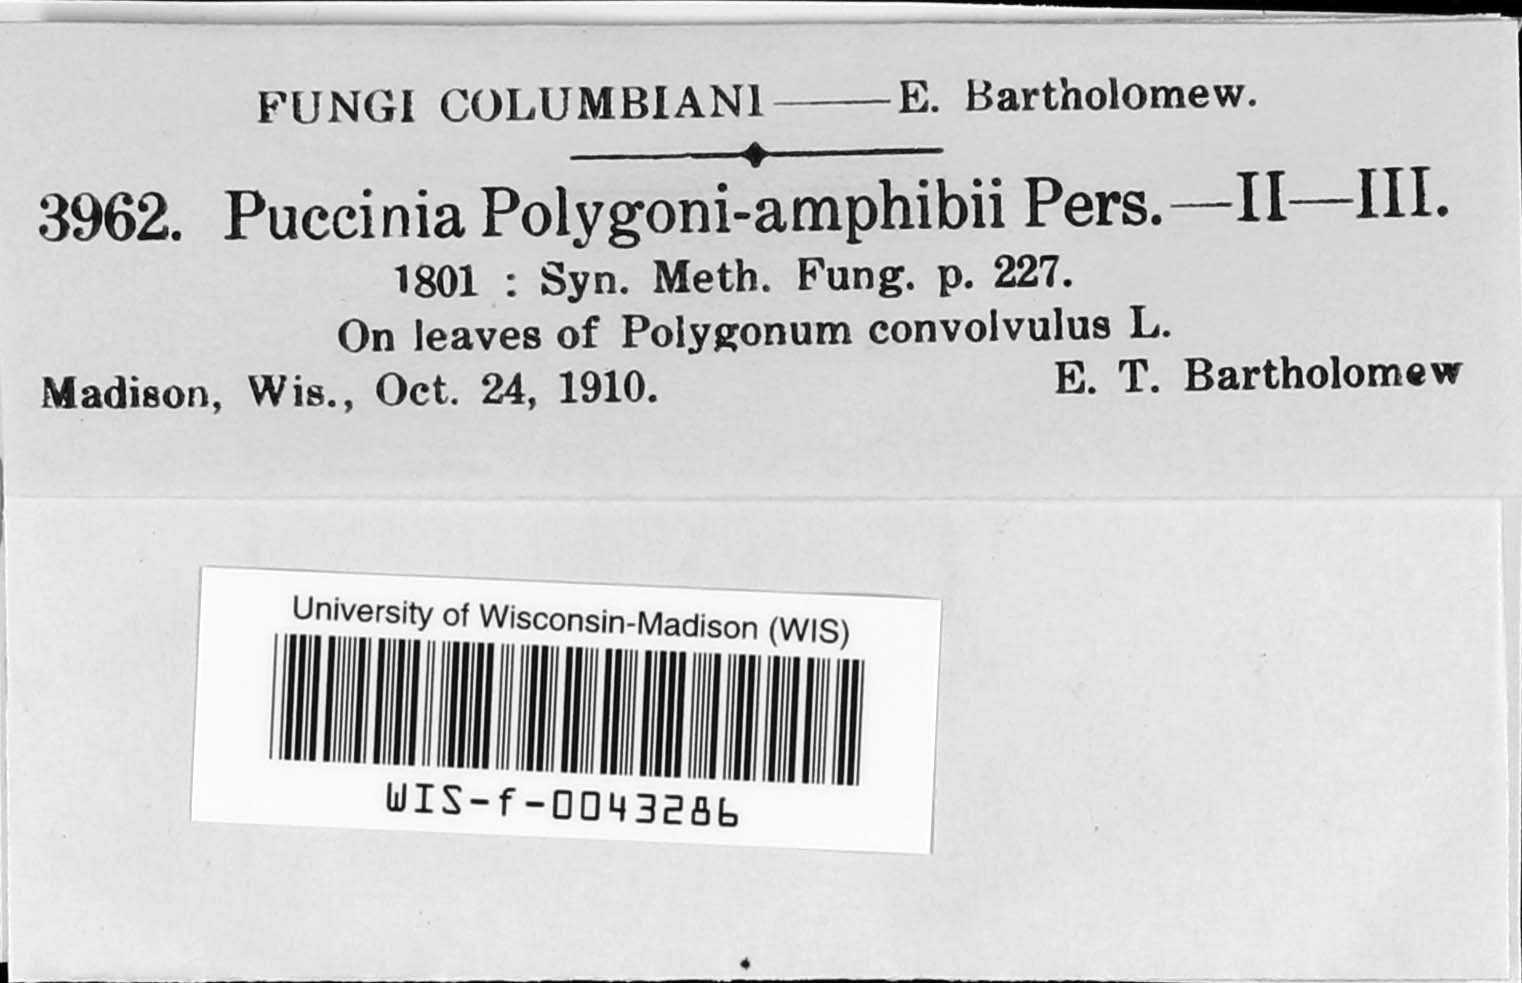 FUNGI COLUMBIANI — E. Bartholomew.
3962. Puccinia Polygoni-amphibii Pers.—II—III.
1801 : Syn. Meth. Fung. p. 227.
On leaves of Polygonum convolvulus L.
Madison, Wis., Oct. 24, 1910. E. T. Bartholomew
University of Wisconsin-Madison (WIS)
WIS-f-0043286